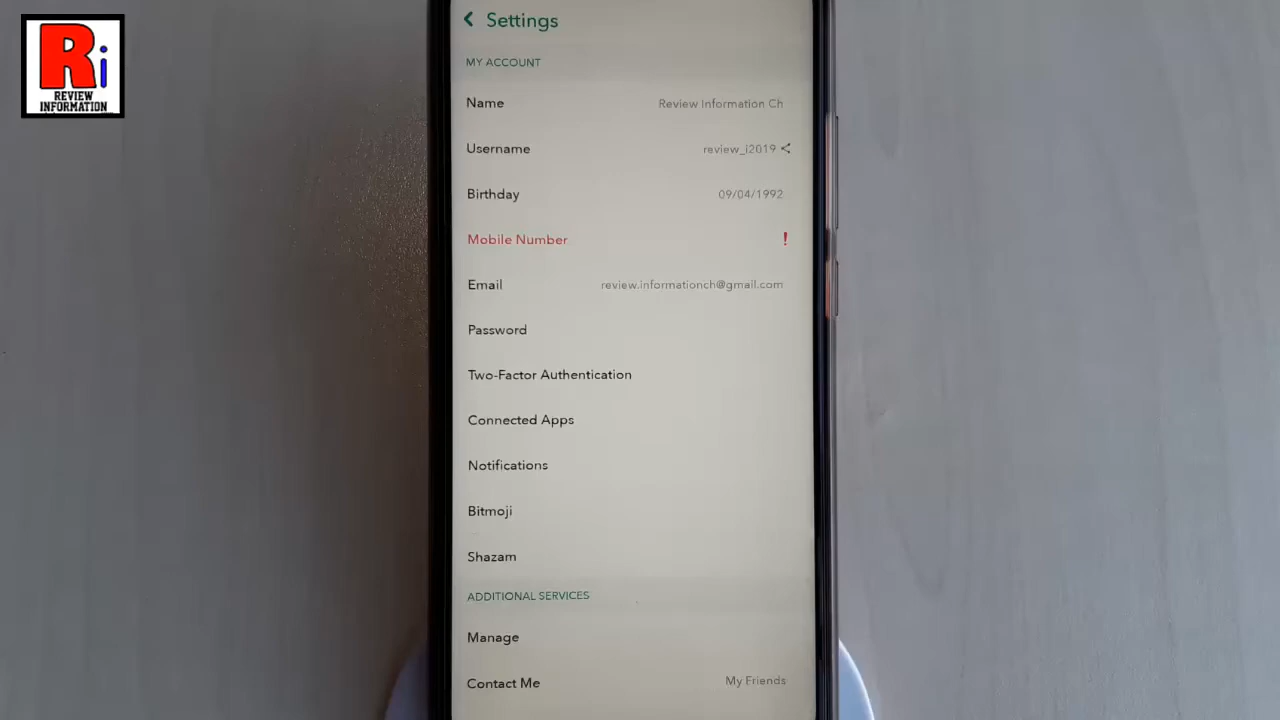 Ri
REVIEW
INFORMATION
Settings
MY ACCOUNT
Name Review Information Ch
Username review_i2019
Birthday 09/04/1992
Mobile Number !
Email review.informationch@gmail.com
Password
Two-Factor Authentication
Connected Apps
Notifications
Bitmoji
Shazam
ADDITIONAL SERVICES
Manage
Contact Me My Friends